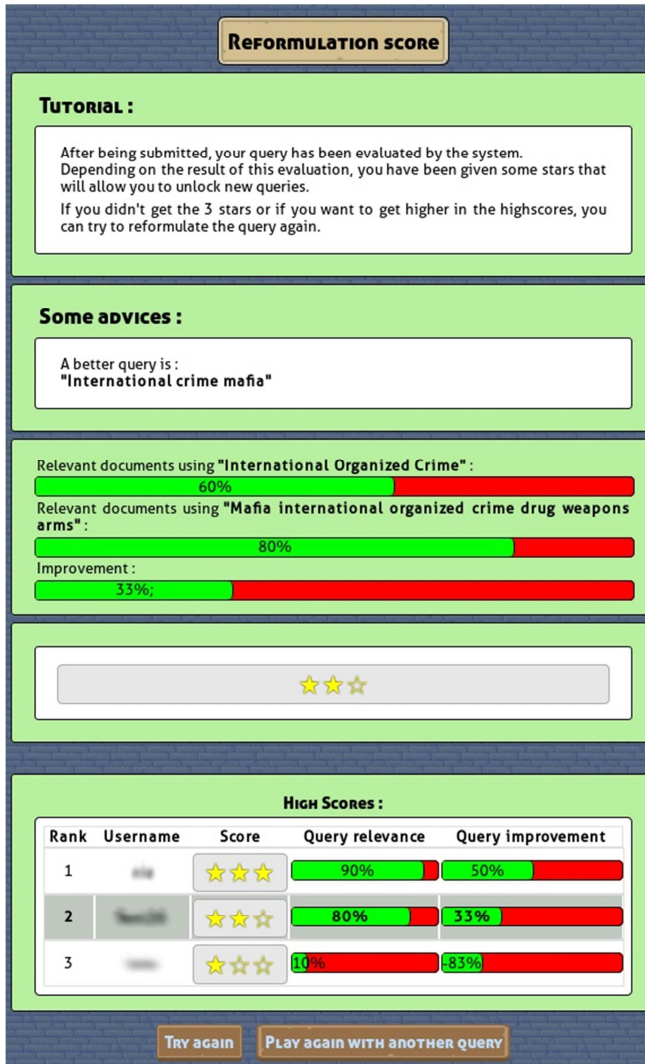 Reformulation score
Tutorial :
After being submitted, your query has been evaluated by the system.
Depending on the result of this evaluation, you have been given some stars that
will allow you to unlock new queries.
If you didn't get the 3 stars or if you want to get higher in the highscores, you
can try to reformulate the query again.
Some advices :
A better query is :
"International crime mafia"
Relevant documents using "International Organized Crime" :
60%
Relevant documents using "Mafia international organized crime drug weapons
arms" :
80%
Improvement :
33%;
High Scores :
Rank Username Score Query relevance Query improvement
1 90% 50%
2 80% 33%
3 10% -83%
Try again Play again with another query